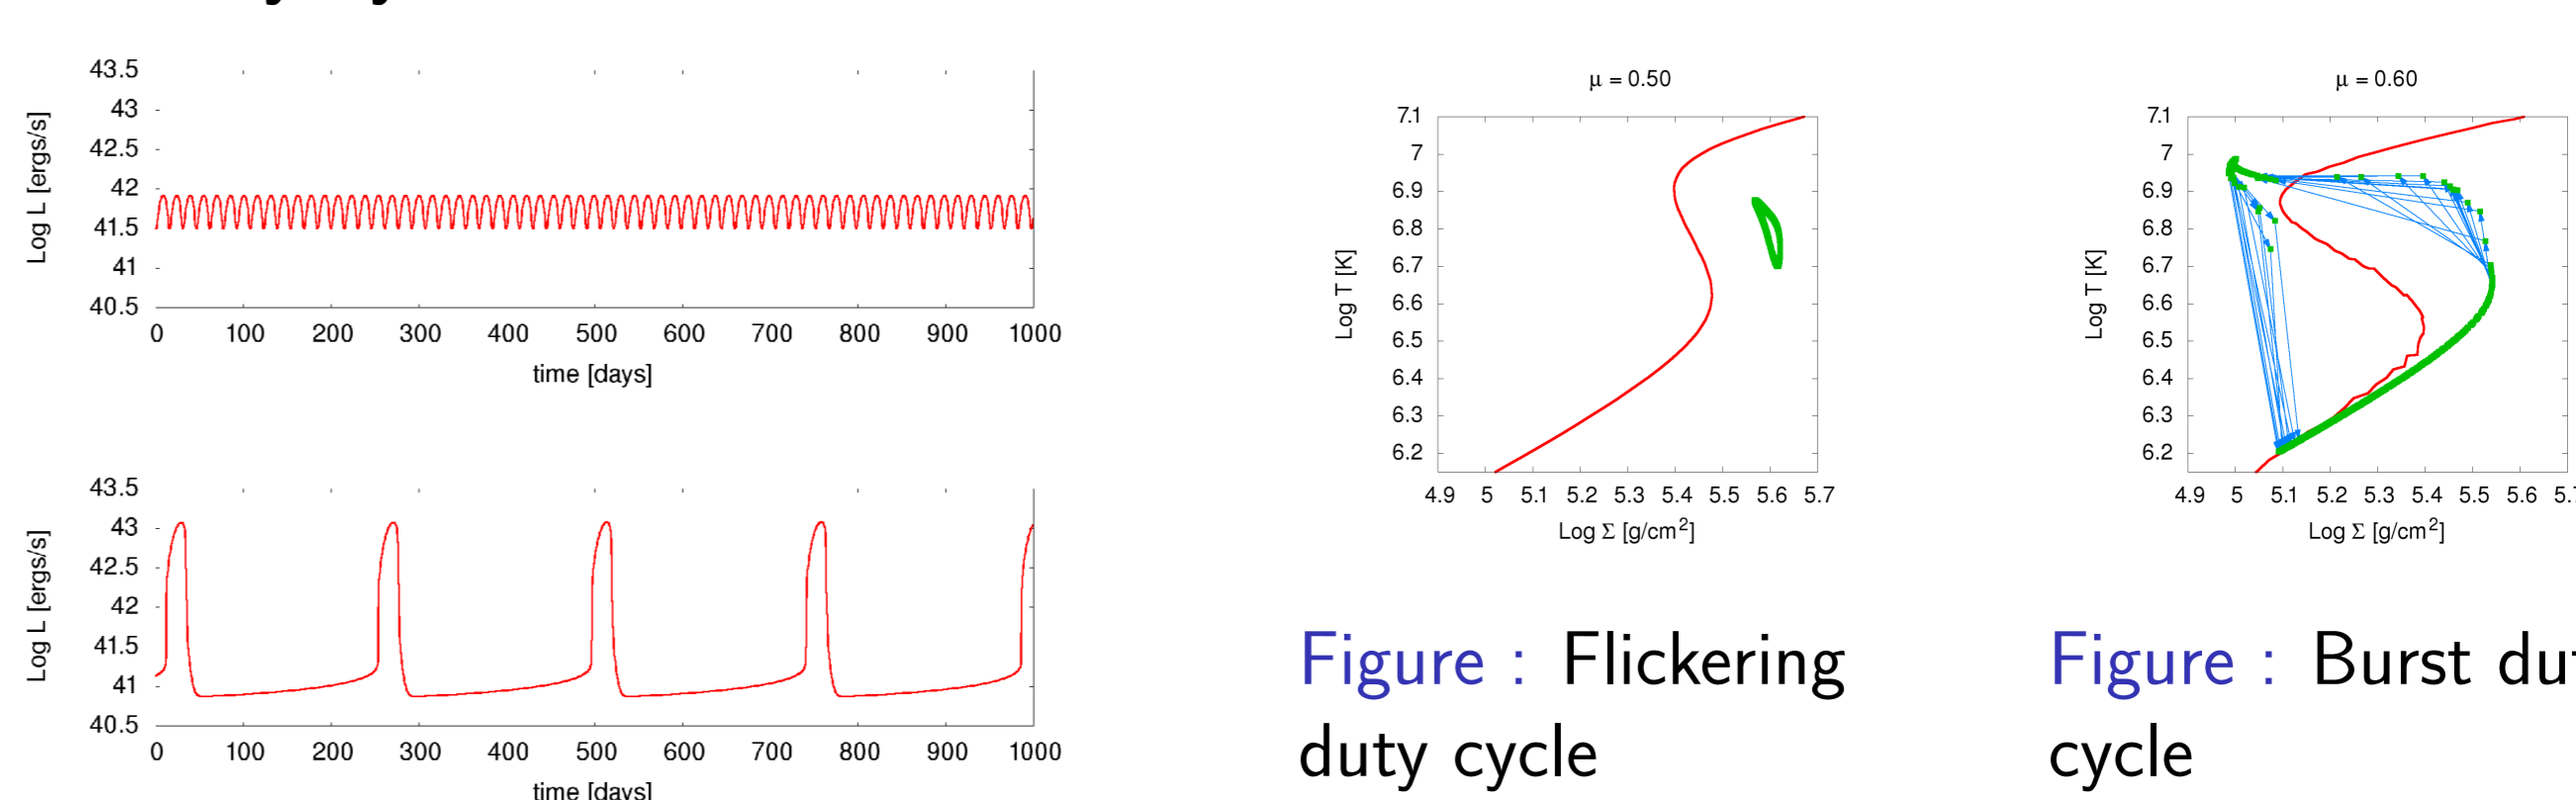 43.5
43
42.5
42
41.5
41
40.5
Log L [ergs/s]
0 100 200 300 400 500 600 700 800 900 1000
time [days]
43.5
43
42.5
42
41.5
41
40.5
Log L [ergs/s]
0 100 200 300 400 500 600 700 800 900 1000
time [days]
μ = 0.50
7.1
7
6.9
6.8
6.7
6.6
6.5
6.4
6.3
6.2
Log T [K]
4.9 5 5.1 5.2 5.3 5.4 5.5 5.6 5.7
Log Σ [g/cm²]
Figure : Flickering
duty cycle
μ = 0.60
7.1
7
6.9
6.8
6.7
6.6
6.5
6.4
6.3
6.2
Log T [K]
4.9 5 5.1 5.2 5.3 5.4 5.5 5.6
Log Σ [g/cm²]
Figure : Burst
cycle